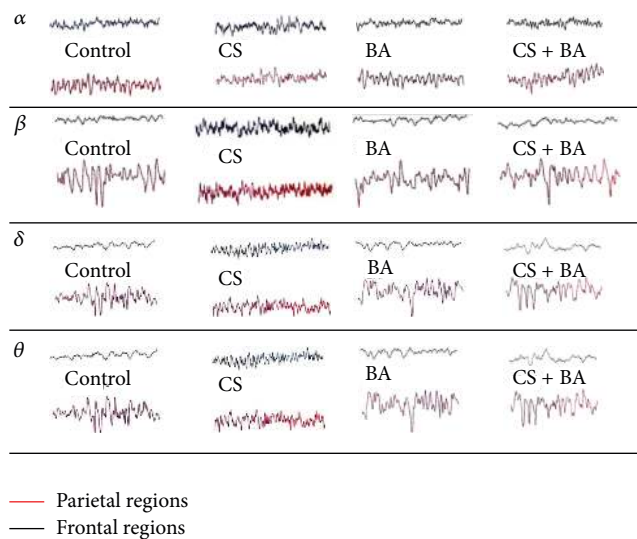 α
Control CS BA CS + BA
β
Control CS BA CS + BA
δ
Control CS BA CS + BA
θ
Control CS BA CS + BA
Parietal regions
Frontal regions